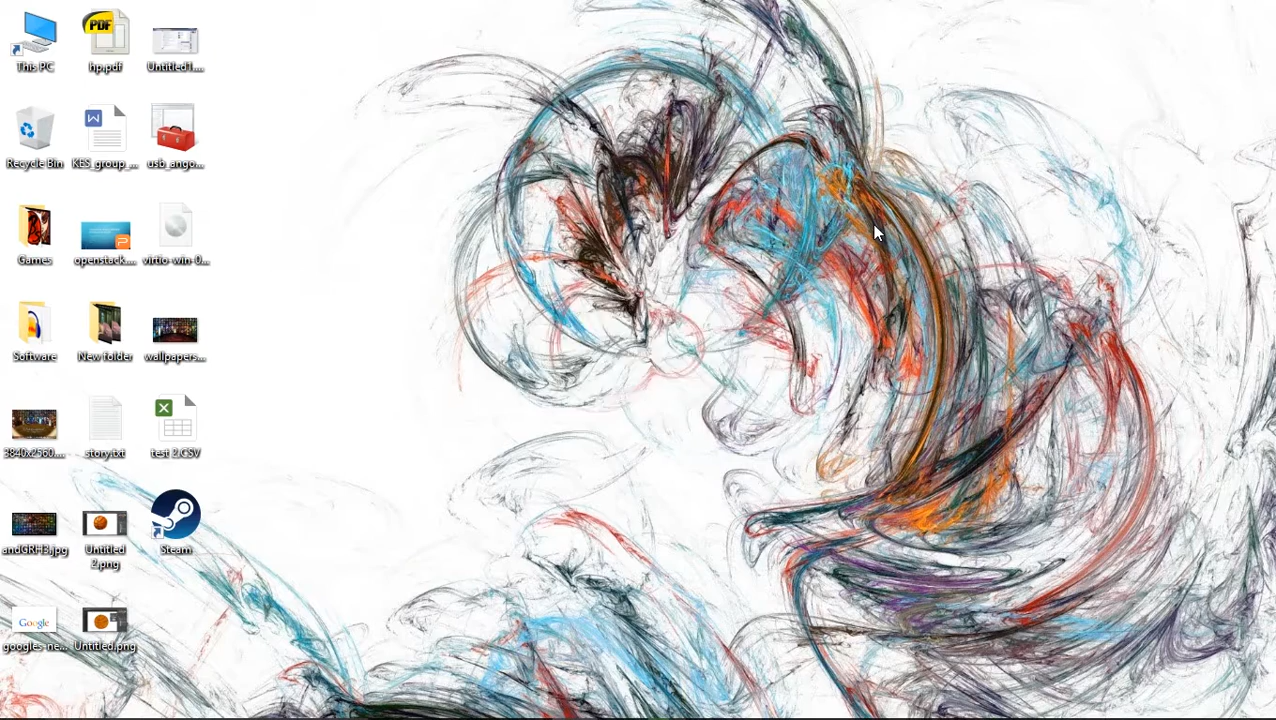 This PC
hp.pdf
Untitled1....
Recycle Bin
KES_group_...
usb_ango...
Games
openstack....
virtio-win-0...
Software
New folder
wallpapers...
3840x2560....
story.txt
test 2.CSV
andGRH3.jpg
Untitled
2.png
Steam
Google
googles-ne...
Untitled.png
PDF
W
P
X